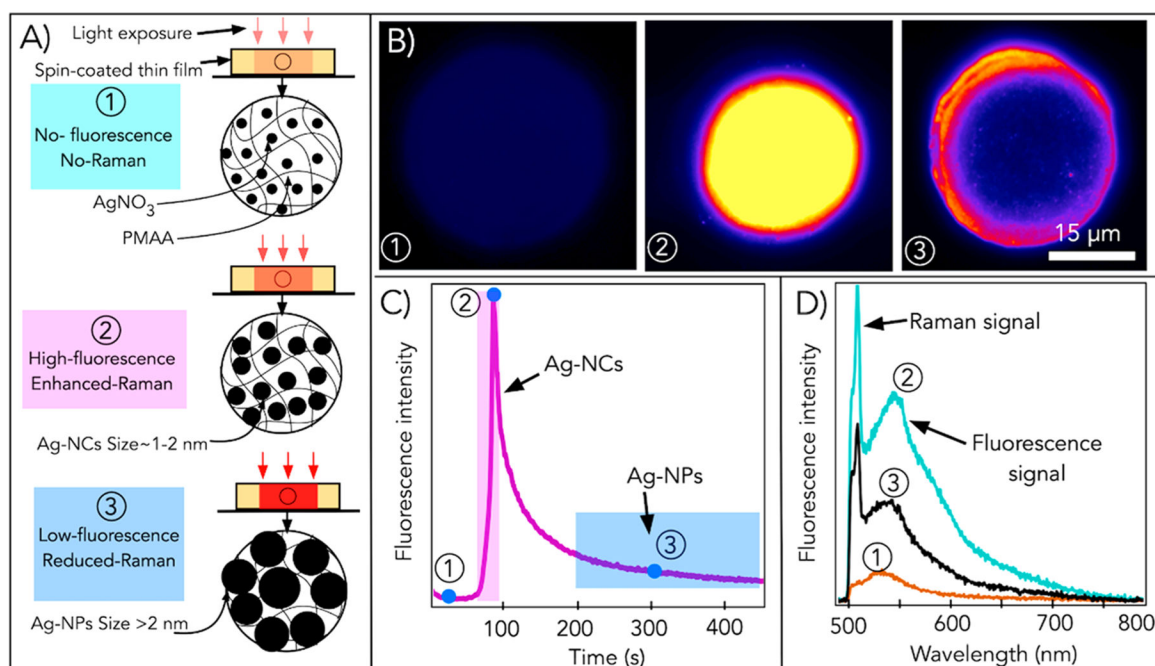 A)
Light exposure
Spin-coated thin film
①
No- fluorescence
No-Raman
AgNO₃
PMAA
②
High-fluorescence
Enhanced-Raman
Ag-NCs Size~1-2 nm
③
Low-fluorescence
Reduced-Raman
Ag-NPs Size >2 nm
B)
①
②
③
15 µm
C)
Fluorescence intensity
②
Ag-NCs
Ag-NPs
①
③
100
200
300
400
Time (s)
D)
Fluorescence intensity
Raman signal
②
Fluorescence
signal
③
①
500
600
700
800
Wavelength (nm)